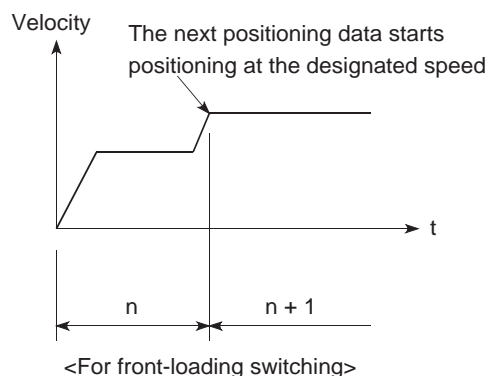 Velocity
The next positioning data starts
positioning at the designated speed
t
n
n + 1
<For front-loading switching>